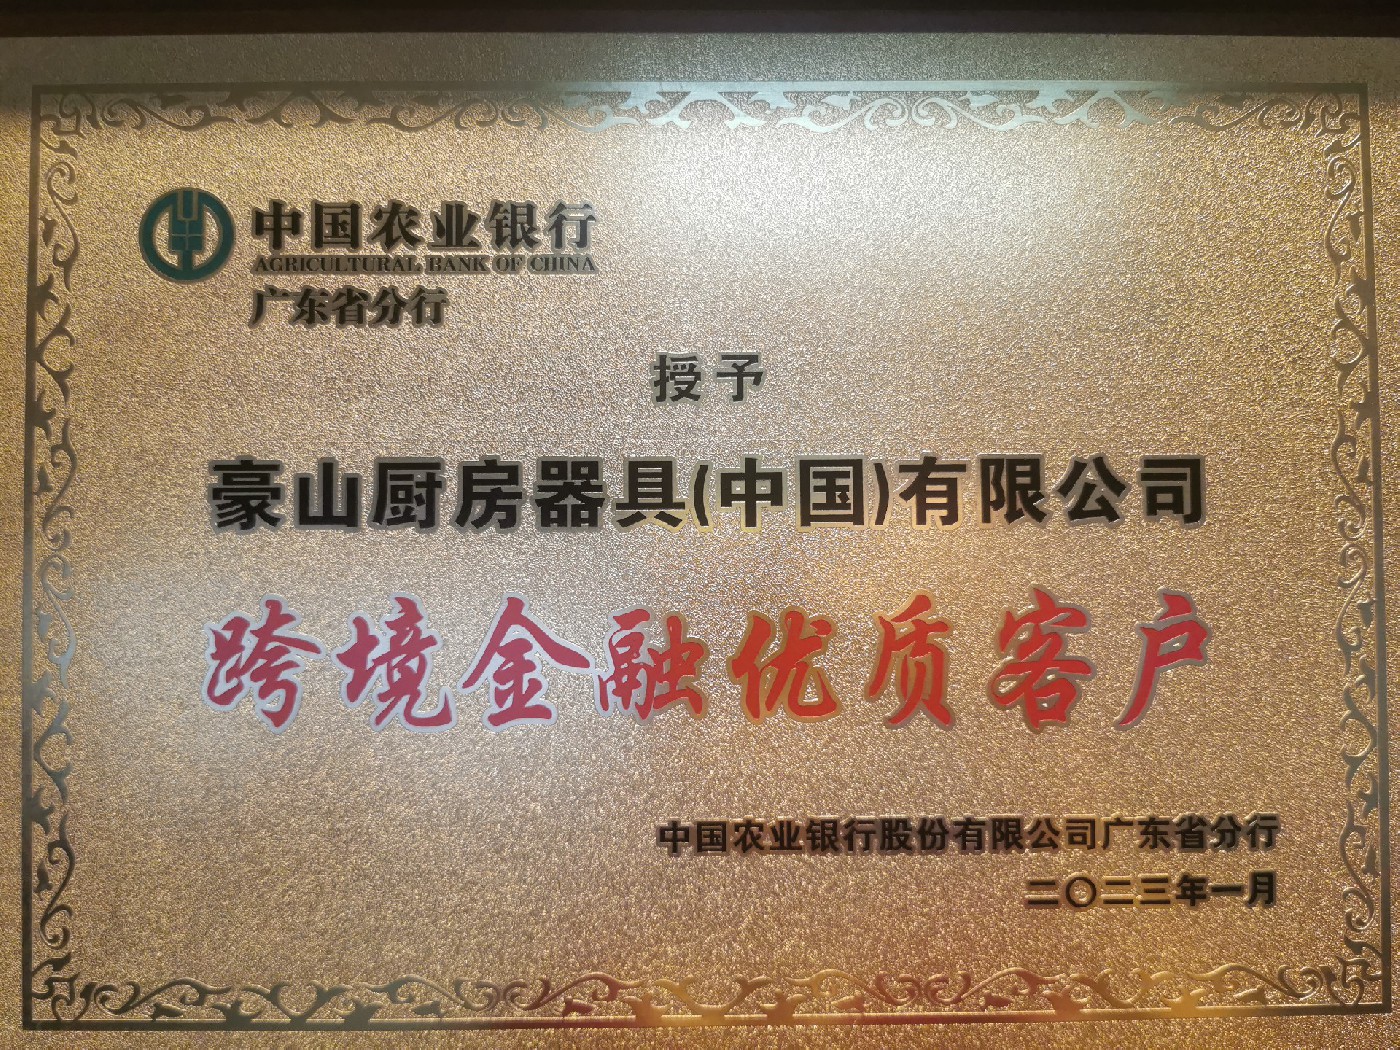 中国农业银行
AGRICULTURAL BANK OF CHINA
广东省分行
授予
豪山厨房器具(中国)有限公司
跨境金融优质客户
中国农业银行股份有限公司广东省分行
二〇二三年一月